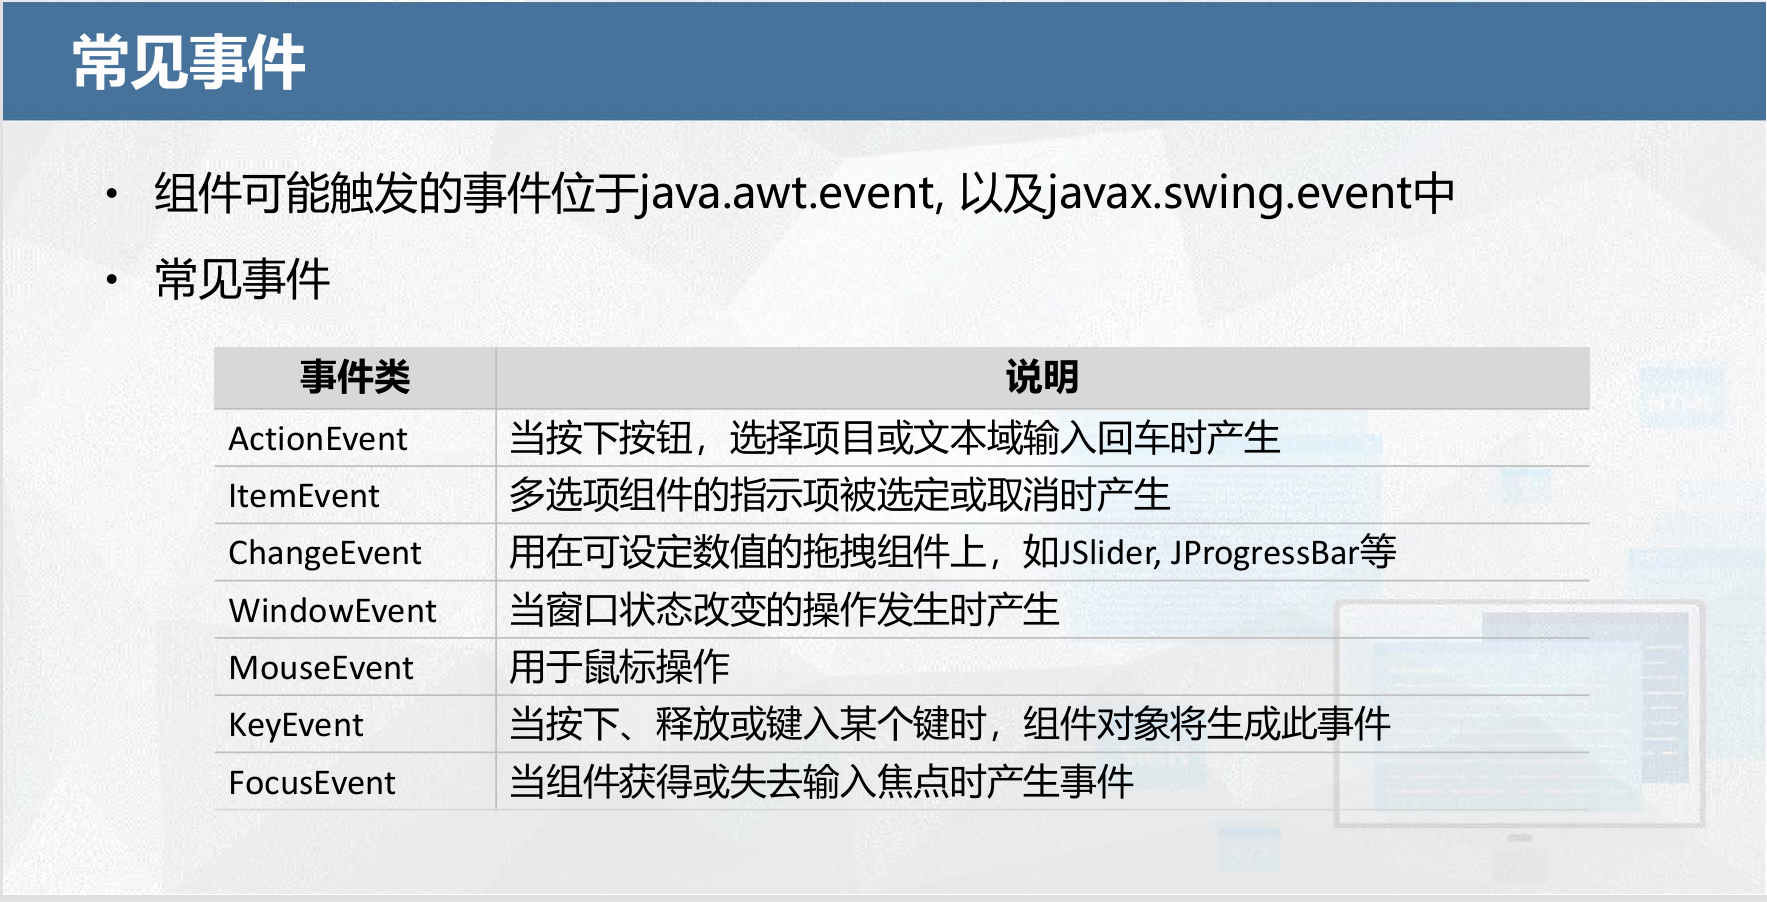 常见事件
• 组件可能触发的事件位于java.awt.event, 以及javax.swing.event中
• 常见事件
事件类 说明
ActionEvent 当按下按钮，选择项目或文本域输入回车时产生
ItemEvent 多选项组件的指示项被选定或取消时产生
ChangeEvent 用在可设定数值的拖拽组件上，如JSlider, JProgressBar等
WindowEvent 当窗口状态改变的操作发生时产生
MouseEvent 用于鼠标操作
KeyEvent 当按下、释放或键入某个键时，组件对象将生成此事件
FocusEvent 当组件获得或失去输入焦点时产生事件